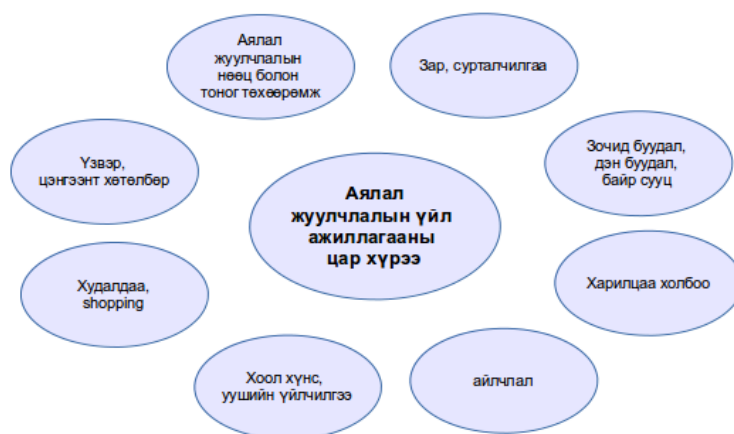 Аялал
жуулчлалын
нөөц болон
тоног төхөөрөмж
Зар, сурталчилгаа
Үзвэр,
цэнгээнт хөтөлбөр
Зочид буудал,
дэн буудал,
байр сууц
Аялал
жуулчлалын үйл
ажиллагааны
цар хүрээ
Худалдаа,
shopping
Харилцаа холбоо
Хоол хүнс,
уушийн үйлчилгээ
айлчлал